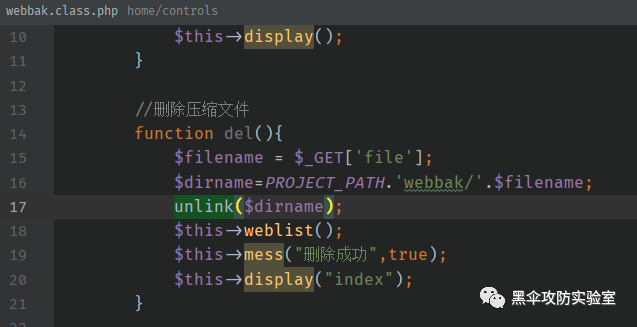 webbak.class.php home/controls
10 $this->display();
11 }
12
13 //删除压缩文件
14 function del(){
15 $filename = $_GET['file'];
16 $dirname=PROJECT_PATH.'webbak/'.$filename;
17 unlink($dirname);
18 $this->weblist();
19 $this->mess("删除成功",true);
20 $this->display("index");
21 }
黑伞攻防实验室